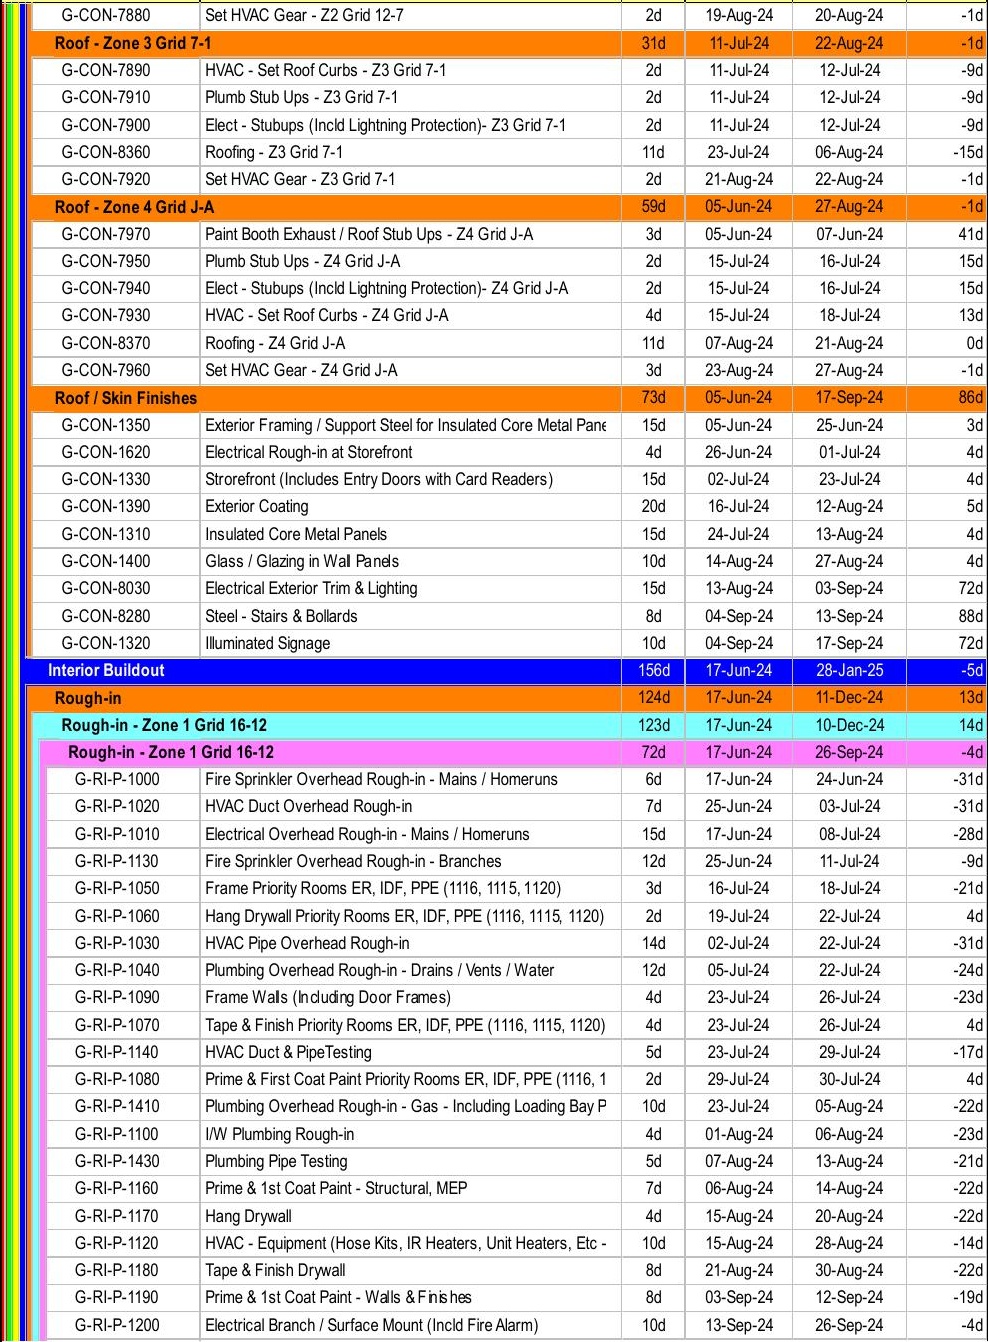 G-CON-7880 Set HVAC Gear - Z2 Grid 12-7 2d 19-Aug-24 20-Aug-24 -1d
Roof - Zone 3 Grid 7-1 31d 11-Jul-24 22-Aug-24 -1d
G-CON-7890 HVAC - Set Roof Curbs - Z3 Grid 7-1 2d 11-Jul-24 12-Jul-24 -9d
G-CON-7910 Plumb Stub Ups - Z3 Grid 7-1 2d 11-Jul-24 12-Jul-24 -9d
G-CON-7900 Elect - Stubups (Incld Lightning Protection)- Z3 Grid 7-1 2d 11-Jul-24 12-Jul-24 -9d
G-CON-8360 Roofing - Z3 Grid 7-1 11d 23-Jul-24 06-Aug-24 -15d
G-CON-7920 Set HVAC Gear - Z3 Grid 7-1 2d 21-Aug-24 22-Aug-24 -1d
Roof - Zone 4 Grid J-A 59d 05-Jun-24 27-Aug-24 -1d
G-CON-7970 Paint Booth Exhaust / Roof Stub Ups - Z4 Grid J-A 3d 05-Jun-24 07-Jun-24 41d
G-CON-7950 Plumb Stub Ups - Z4 Grid J-A 2d 15-Jul-24 16-Jul-24 15d
G-CON-7940 Elect - Stubups (Incld Lightning Protection)- Z4 Grid J-A 2d 15-Jul-24 16-Jul-24 15d
G-CON-7930 HVAC - Set Roof Curbs - Z4 Grid J-A 4d 15-Jul-24 18-Jul-24 13d
G-CON-8370 Roofing - Z4 Grid J-A 11d 07-Aug-24 21-Aug-24 0d
G-CON-7960 Set HVAC Gear - Z4 Grid J-A 3d 23-Aug-24 27-Aug-24 -1d
Roof / Skin Finishes 73d 05-Jun-24 17-Sep-24 86d
G-CON-1350 Exterior Framing / Support Steel for Insulated Core Metal Pane 15d 05-Jun-24 25-Jun-24 3d
G-CON-1620 Electrical Rough-in at Storefront 4d 26-Jun-24 01-Jul-24 4d
G-CON-1330 Strorefront (Includes Entry Doors with Card Readers) 15d 02-Jul-24 23-Jul-24 4d
G-CON-1390 Exterior Coating 20d 16-Jul-24 12-Aug-24 5d
G-CON-1310 Insulated Core Metal Panels 15d 24-Jul-24 13-Aug-24 4d
G-CON-1400 Glass / Glazing in Wall Panels 10d 14-Aug-24 27-Aug-24 4d
G-CON-8030 Electrical Exterior Trim & Lighting 15d 13-Aug-24 03-Sep-24 72d
G-CON-8280 Steel - Stairs & Bollards 8d 04-Sep-24 13-Sep-24 88d
G-CON-1320 Illuminated Signage 10d 04-Sep-24 17-Sep-24 72d
Interior Buildout 156d 17-Jun-24 28-Jan-25 -5d
Rough-in 124d 17-Jun-24 11-Dec-24 13d
Rough-in - Zone 1 Grid 16-12 123d 17-Jun-24 10-Dec-24 14d
Rough-in - Zone 1 Grid 16-12 72d 17-Jun-24 26-Sep-24 -4d
G-RI-P-1000 Fire Sprinkler Overhead Rough-in - Mains / Homeruns 6d 17-Jun-24 24-Jun-24 -31d
G-RI-P-1020 HVAC Duct Overhead Rough-in 7d 25-Jun-24 03-Jul-24 -31d
G-RI-P-1010 Electrical Overhead Rough-in - Mains / Homeruns 15d 17-Jun-24 08-Jul-24 -28d
G-RI-P-1130 Fire Sprinkler Overhead Rough-in - Branches 12d 25-Jun-24 11-Jul-24 -9d
G-RI-P-1050 Frame Priority Rooms ER, IDF, PPE (1116, 1115, 1120) 3d 16-Jul-24 18-Jul-24 -21d
G-RI-P-1060 Hang Drywall Priority Rooms ER, IDF, PPE (1116, 1115, 1120) 2d 19-Jul-24 22-Jul-24 4d
G-RI-P-1030 HVAC Pipe Overhead Rough-in 14d 02-Jul-24 22-Jul-24 -31d
G-RI-P-1040 Plumbing Overhead Rough-in - Drains / Vents / Water 12d 05-Jul-24 22-Jul-24 -24d
G-RI-P-1090 Frame Walls (Including Door Frames) 4d 23-Jul-24 26-Jul-24 -23d
G-RI-P-1070 Tape & Finish Priority Rooms ER, IDF, PPE (1116, 1115, 1120) 4d 23-Jul-24 26-Jul-24 4d
G-RI-P-1140 HVAC Duct & PipeTesting 5d 23-Jul-24 29-Jul-24 -17d
G-RI-P-1080 Prime & First Coat Paint Priority Rooms ER, IDF, PPE (1116, 1 2d 29-Jul-24 30-Jul-24 4d
G-RI-P-1410 Plumbing Overhead Rough-in - Gas - Including Loading Bay P 10d 23-Jul-24 05-Aug-24 -22d
G-RI-P-1100 I/W Plumbing Rough-in 4d 01-Aug-24 06-Aug-24 -23d
G-RI-P-1430 Plumbing Pipe Testing 5d 07-Aug-24 13-Aug-24 -21d
G-RI-P-1160 Prime & 1st Coat Paint - Structural, MEP 7d 06-Aug-24 14-Aug-24 -22d
G-RI-P-1170 Hang Drywall 4d 15-Aug-24 20-Aug-24 -22d
G-RI-P-1120 HVAC - Equipment (Hose Kits, IR Heaters, Unit Heaters, Etc - 10d 15-Aug-24 28-Aug-24 -14d
G-RI-P-1180 Tape & Finish Drywall 8d 21-Aug-24 30-Aug-24 -22d
G-RI-P-1190 Prime & 1st Coat Paint - Walls & Finishes 8d 03-Sep-24 12-Sep-24 -19d
G-RI-P-1200 Electrical Branch / Surface Mount (Incld Fire Alarm) 10d 13-Sep-24 26-Sep-24 -4d